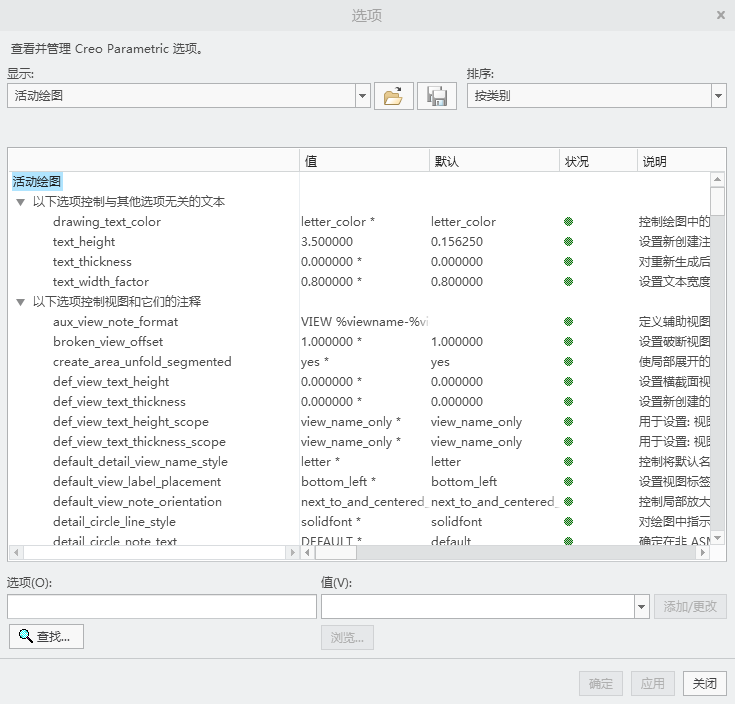 选项
查看并管理 Creo Parametric 选项。
显示: 排序:
活动绘图 按类别
值 默认 状况 说明
活动绘图
以下选项控制与其他选项无关的文本
drawing_text_color letter_color * letter_color 控制绘图中的
text_height 3.500000 0.156250 设置新创建注
text_thickness 0.000000 * 0.000000 对重新生成后
text_width_factor 0.800000 * 0.800000 设置文本宽度
以下选项控制视图和它们的注释
aux_view_note_format VIEW %viewname-%vi 定义辅助视图
broken_view_offset 1.000000 * 1.000000 设置破断视图
create_area_unfold_segmented yes * yes 使局部展开的
def_view_text_height 0.000000 * 0.000000 设置横截面视
def_view_text_thickness 0.000000 * 0.000000 设置新创建的
def_view_text_height_scope view_name_only * view_name_only 用于设置: 视图
def_view_text_thickness_scope view_name_only * view_name_only 用于设置: 视图
default_detail_view_name_style letter * letter 控制将默认名
default_view_label_placement bottom_left * bottom_left 设置视图标签
default_view_note_orientation next_to_and_centered_ next_to_and_centered_ 控制局部放大
detail_circle_line_style solidfont * solidfont 对绘图中指示
detail_circle_note_text DEFAULT * default 确定在非 ASM
选项(O): 值(V):
添加/更改
查找... 浏览...
确定 应用 关闭